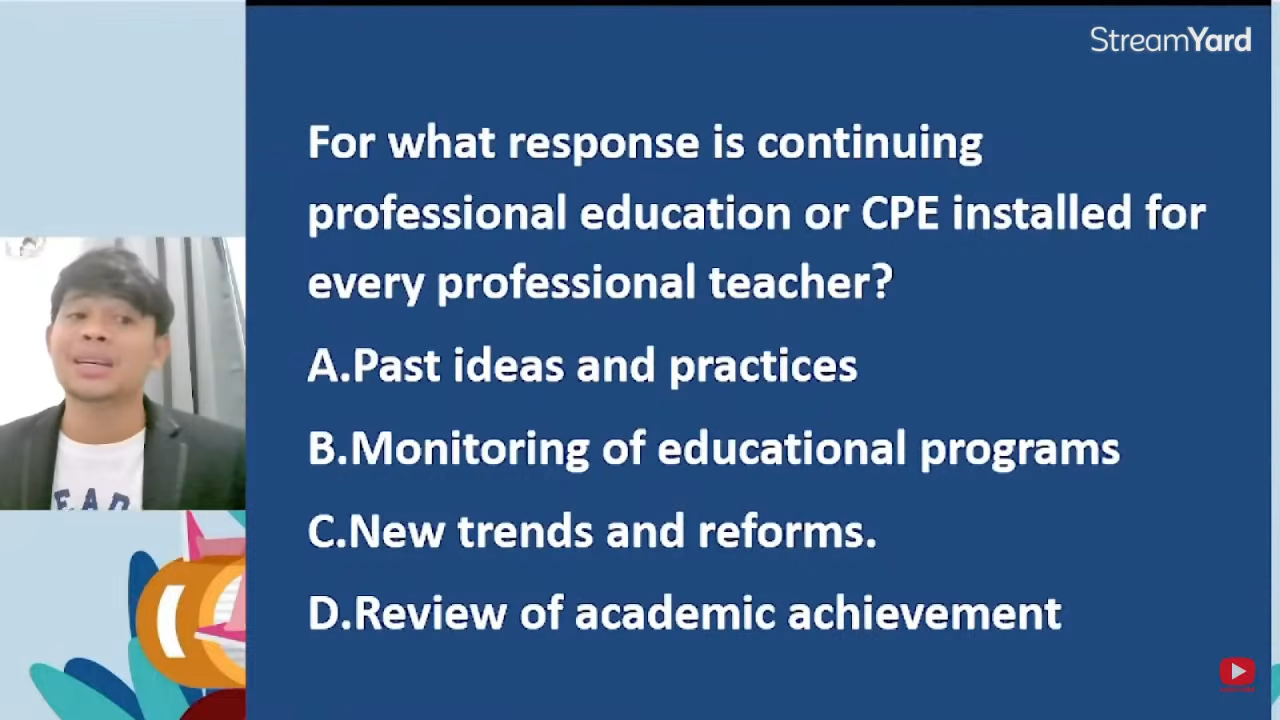 StreamYard
For what response is continuing
professional education or CPE installed for
every professional teacher?
A.Past ideas and practices
B.Monitoring of educational programs
C.New trends and reforms.
D.Review of academic achievement
EAD